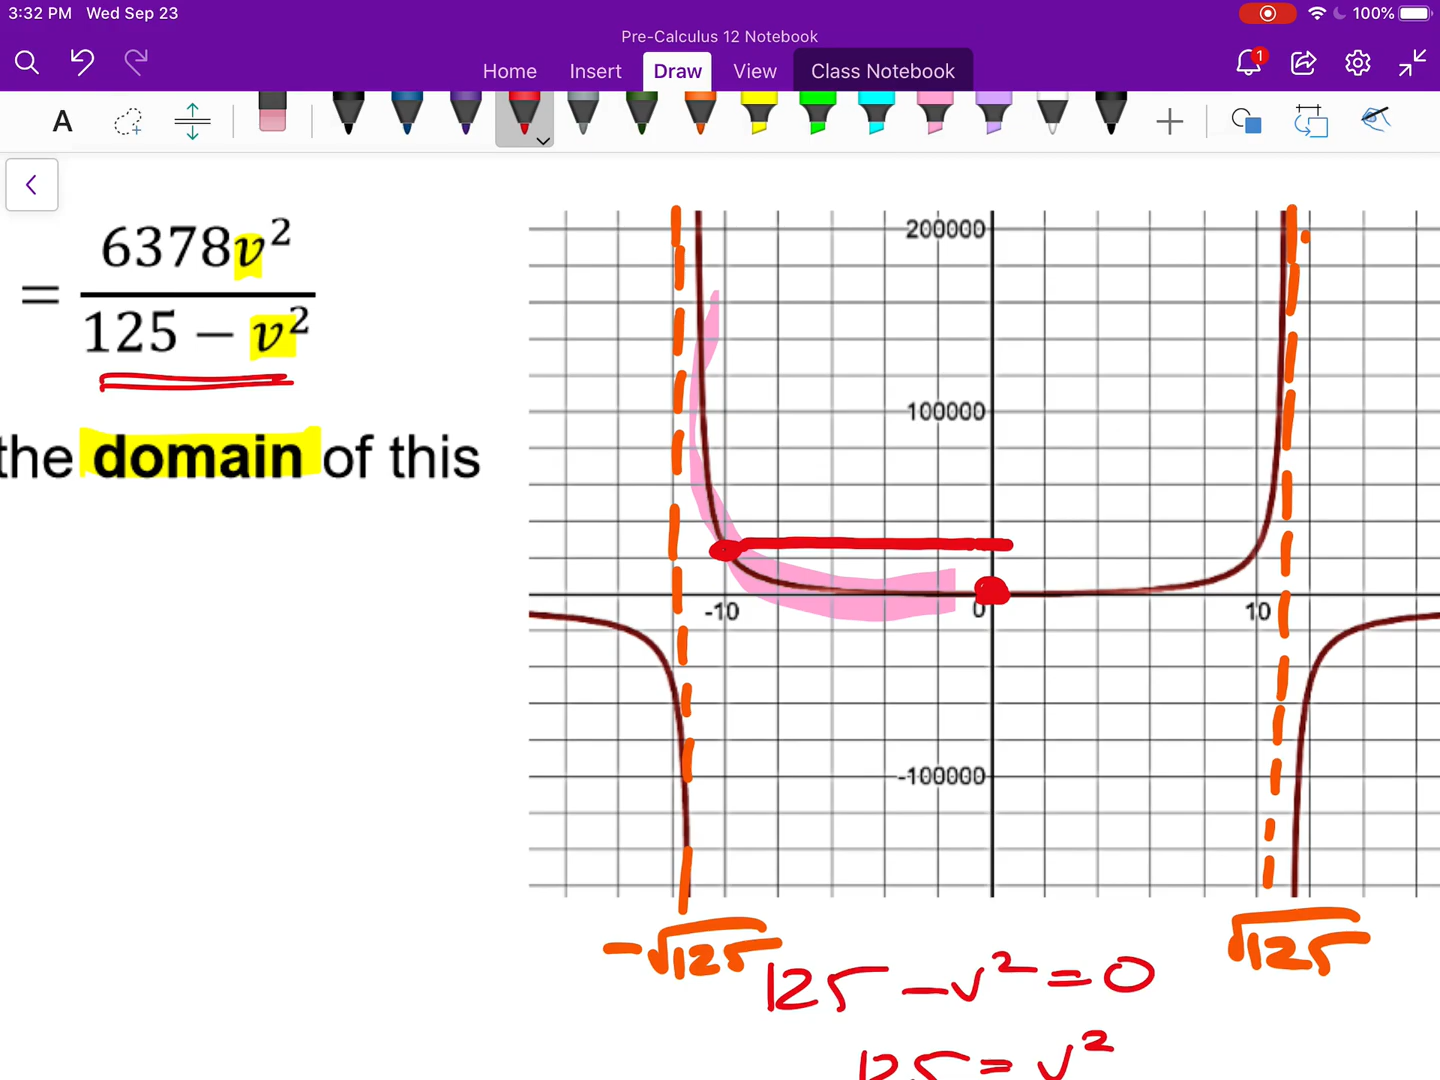 3:32 PM Wed Sep 23
100%
Pre-Calculus 12 Notebook
Home Insert Draw View Class Notebook
1
A
= 6378v²
125 − v²
the domain of this
200000
100000
-10 0 10
-100000
-√125 √125
125 - v² = 0
125 = v²